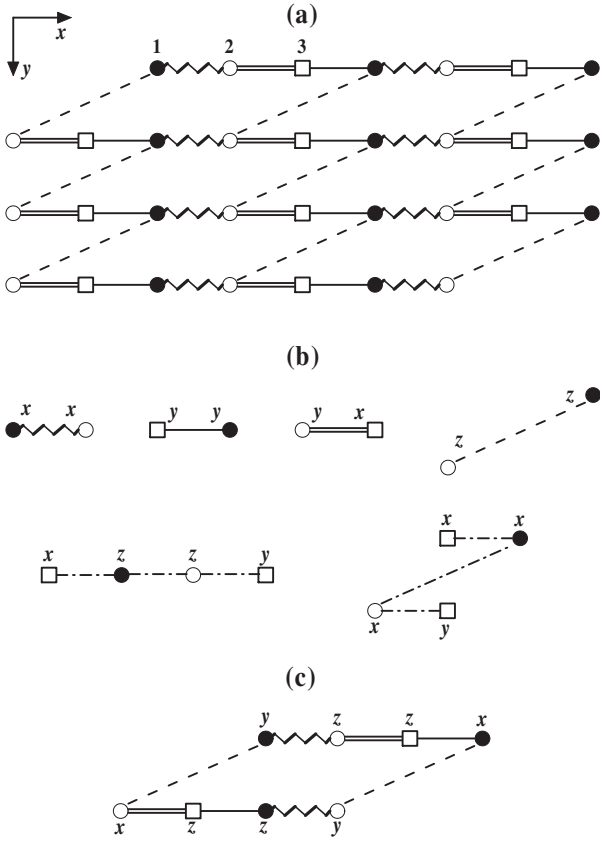 (a)
x
y
1 2 3
(b)
x x y y y x z
z
x z z y x x
x y
(c)
y z z x
x z z y